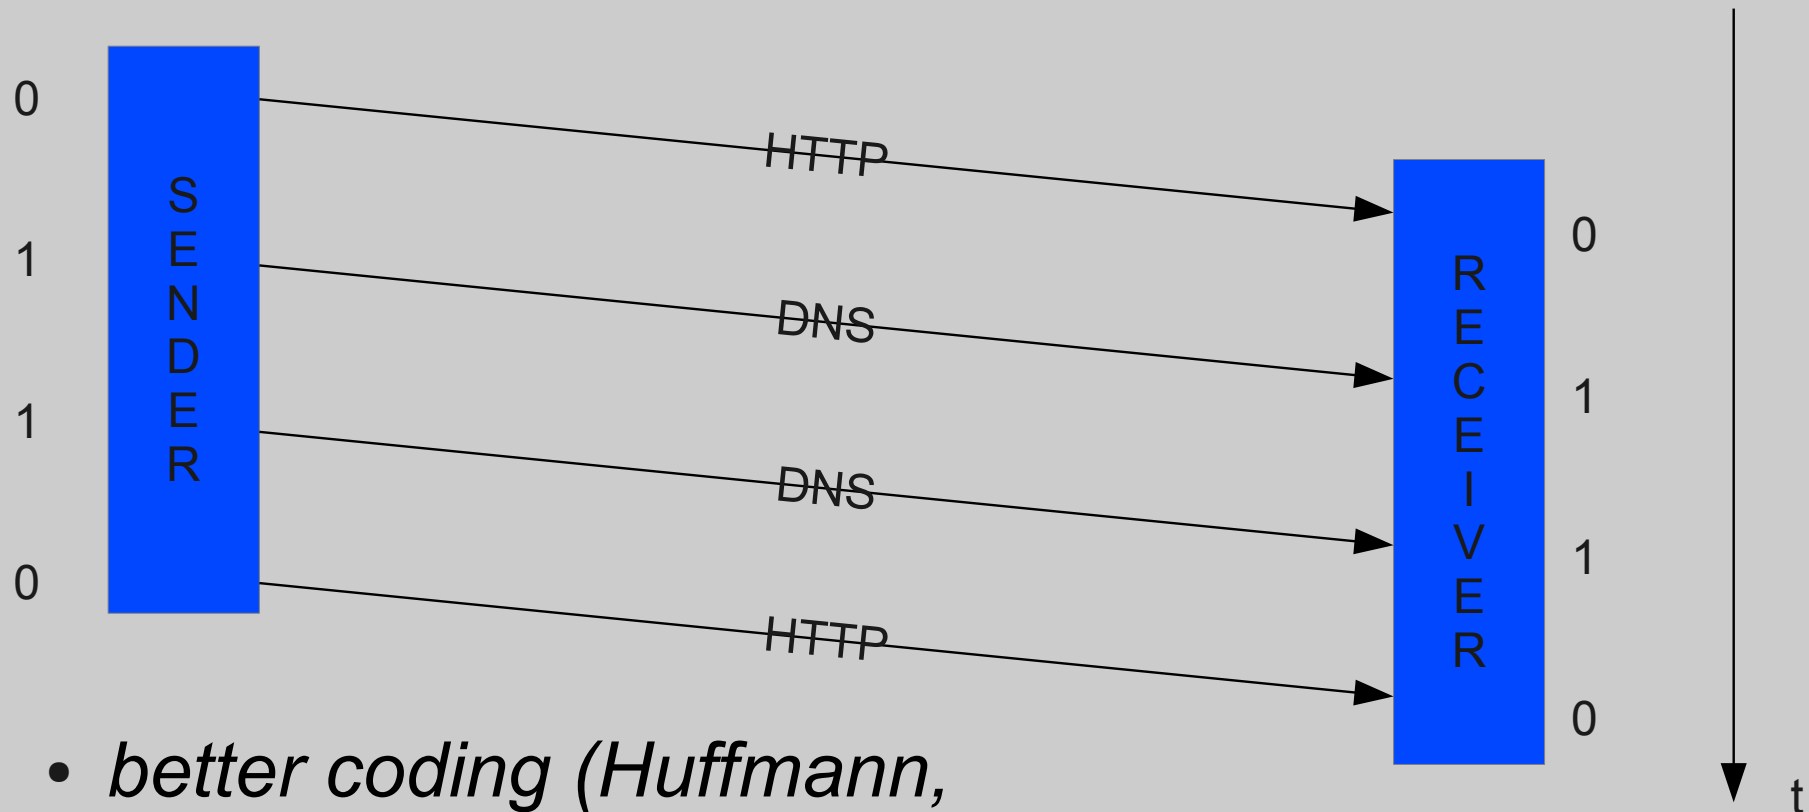 0
HTTP
SENDER
1
0
DNS
RECEIVER
1
1
DNS
1
0
HTTP
0
• better coding (Huffmann,
t